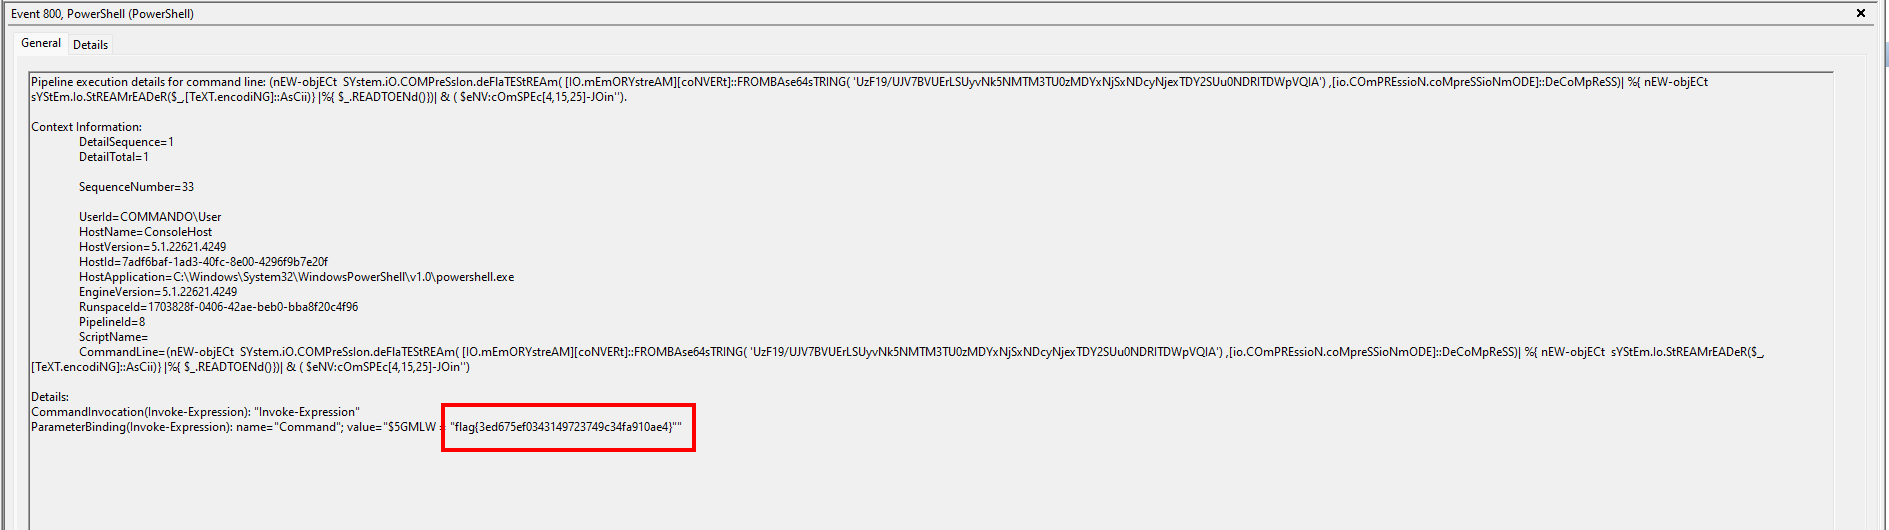 Event 800, PowerShell (PowerShell)
General Details
Pipeline execution details for command line: (nEW-objECt  SYstem.iO.COMPreSsIon.deFlaTEStREAm( [IO.mEmORYstreAM][coNVERt]::FROMBAse64sTRING( 'UzF19/UJV7BVUErLSUyvNk5NMTM3TU0zMDYxNjSxNDcyNjexTDY2SUu0NDRITDWpVQIA') ,[io.COmPREssioN.coMpreSSioNmODE]::DeCoMpReSS)| %{ nEW-objECt
sYStEm.Io.StREAMrEADeR($_,[TeXT.encodiNG]::AsCii)} |%{ $_.READTOENd()})| & ( $eNV:cOmSPEc[4,15,25]-JOin'').
Context Information:
DetailSequence=1
DetailTotal=1
SequenceNumber=33
UserId=COMMANDO\User
HostName=ConsoleHost
HostVersion=5.1.22621.4249
HostId=7adf6baf-1ad3-40fc-8e00-4296f9b7e20f
HostApplication=C:\Windows\System32\WindowsPowerShell\v1.0\powershell.exe
EngineVersion=5.1.22621.4249
RunspaceId=1703828f-0406-42ae-beb0-bba8f20c4f96
PipelineId=8
ScriptName=
CommandLine=(nEW-objECt  SYstem.iO.COMPreSsIon.deFlaTEStREAm( [IO.mEmORYstreAM][coNVERt]::FROMBAse64sTRING( 'UzF19/UJV7BVUErLSUyvNk5NMTM3TU0zMDYxNjSxNDcyNjexTDY2SUu0NDRITDWpVQIA') ,[io.COmPREssioN.coMpreSSioNmODE]::DeCoMpReSS)| %{ nEW-objECt  sYStEm.Io.StREAMrEADeR($_,
[TeXT.encodiNG]::AsCii)} |%{ $_.READTOENd()})| & ( $eNV:cOmSPEc[4,15,25]-JOin'')
Details:
CommandInvocation(Invoke-Expression): "Invoke-Expression"
ParameterBinding(Invoke-Expression): name="Command"; value="$5GMLW = "flag{3ed675ef0343149723749c34fa910ae4}""